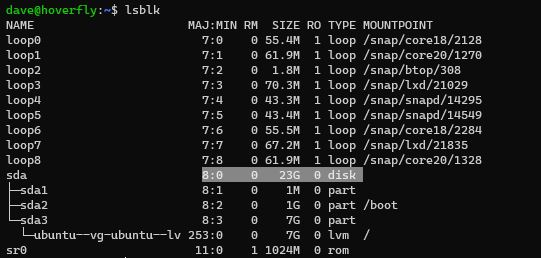 dave@hoverfly:~$ lsblk
NAME                      MAJ:MIN RM  SIZE RO TYPE MOUNTPOINT
loop0                       7:0    0 55.4M  1 loop /snap/core18/2128
loop1                       7:1    0 61.9M  1 loop /snap/core20/1270
loop2                       7:2    0  1.8M  1 loop /snap/btop/308
loop3                       7:3    0 70.3M  1 loop /snap/lxd/21029
loop4                       7:4    0 43.3M  1 loop /snap/snapd/14295
loop5                       7:5    0 43.4M  1 loop /snap/snapd/14549
loop6                       7:6    0 55.5M  1 loop /snap/core18/2284
loop7                       7:7    0 67.2M  1 loop /snap/lxd/21835
loop8                       7:8    0 61.9M  1 loop /snap/core20/1328
sda                         8:0    0   23G  0 disk
├─sda1                      8:1    0    1M  0 part
├─sda2                      8:2    0    1G  0 part /boot
└─sda3                      8:3    0    7G  0 part
  └─ubuntu--vg-ubuntu--lv 253:0    0    7G  0 lvm  /
sr0                        11:0    1 1024M  0 rom